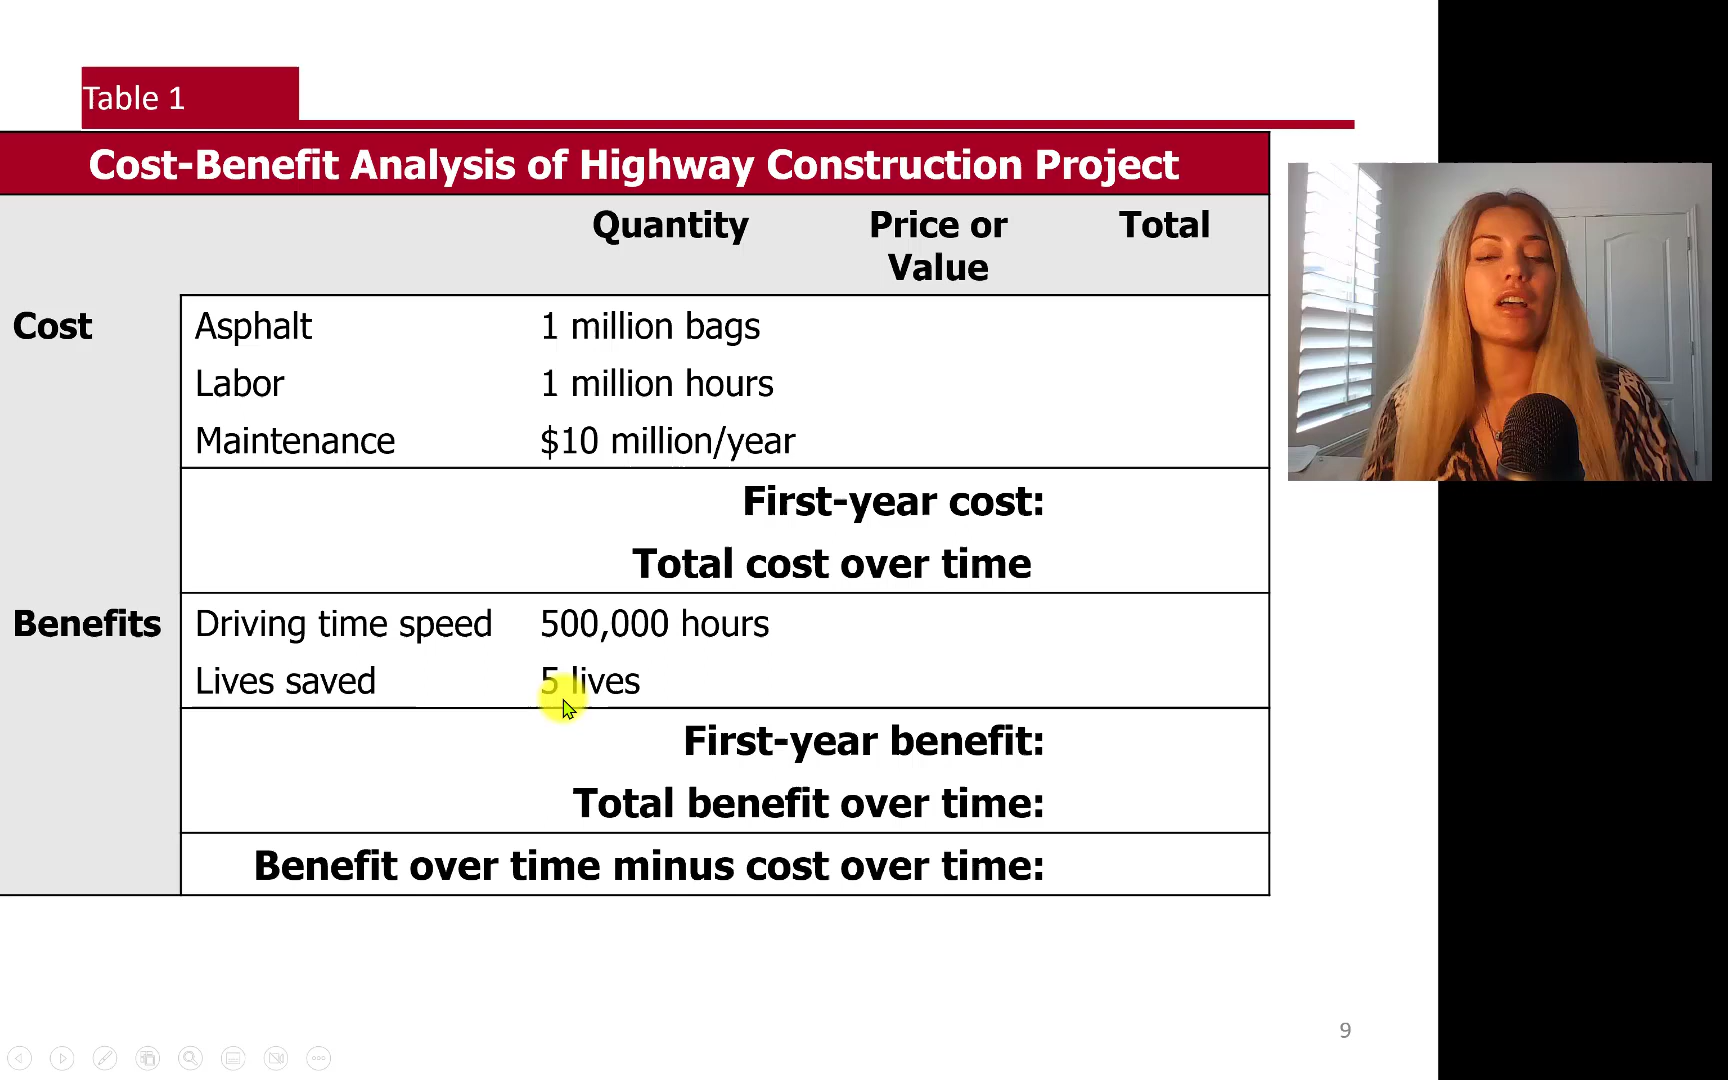 Table 1
Cost-Benefit Analysis of Highway Construction Project
Quantity Price or Value Total
Cost Asphalt 1 million bags
Labor 1 million hours
Maintenance $10 million/year
First-year cost:
Total cost over time
Benefits Driving time speed 500,000 hours
Lives saved 5 lives
First-year benefit:
Total benefit over time:
Benefit over time minus cost over time:
9